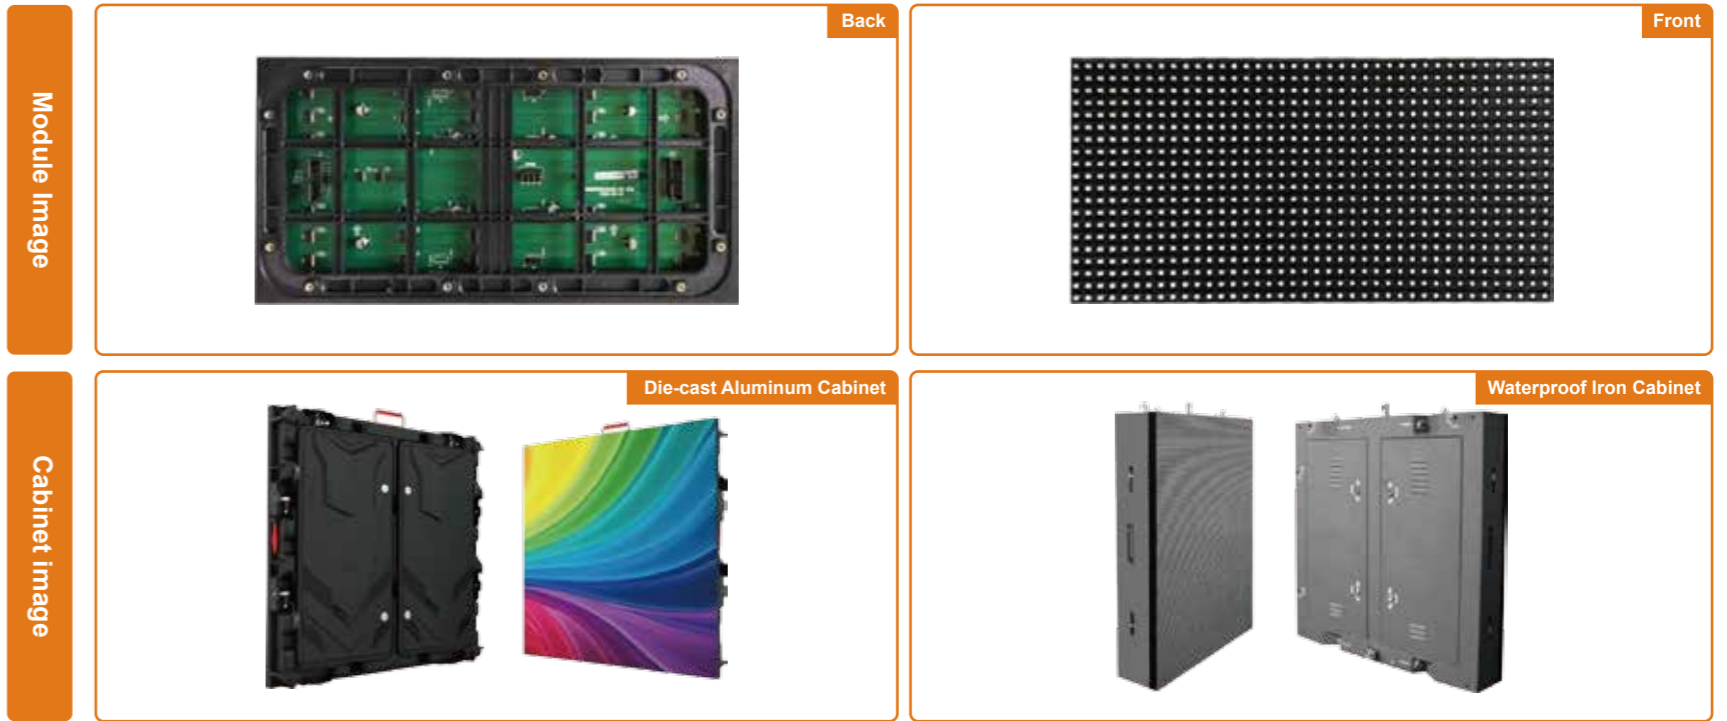 Module Image
Back
Front
Cabinet image
Die-cast Aluminum Cabinet
Waterproof Iron Cabinet